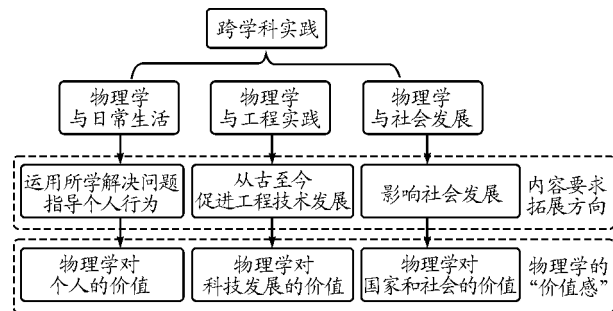 跨学科实践
物理学
与日常生活
物理学
与工程实践
物理学
与社会发展
运用所学解决问题
指导个人行为
从古至今
促进工程技术发展
影响社会发展
内容要求
拓展方向
物理学对
个人的价值
物理学对
科技发展的价值
物理学对
国家和社会的价值
物理学的
“价值感”